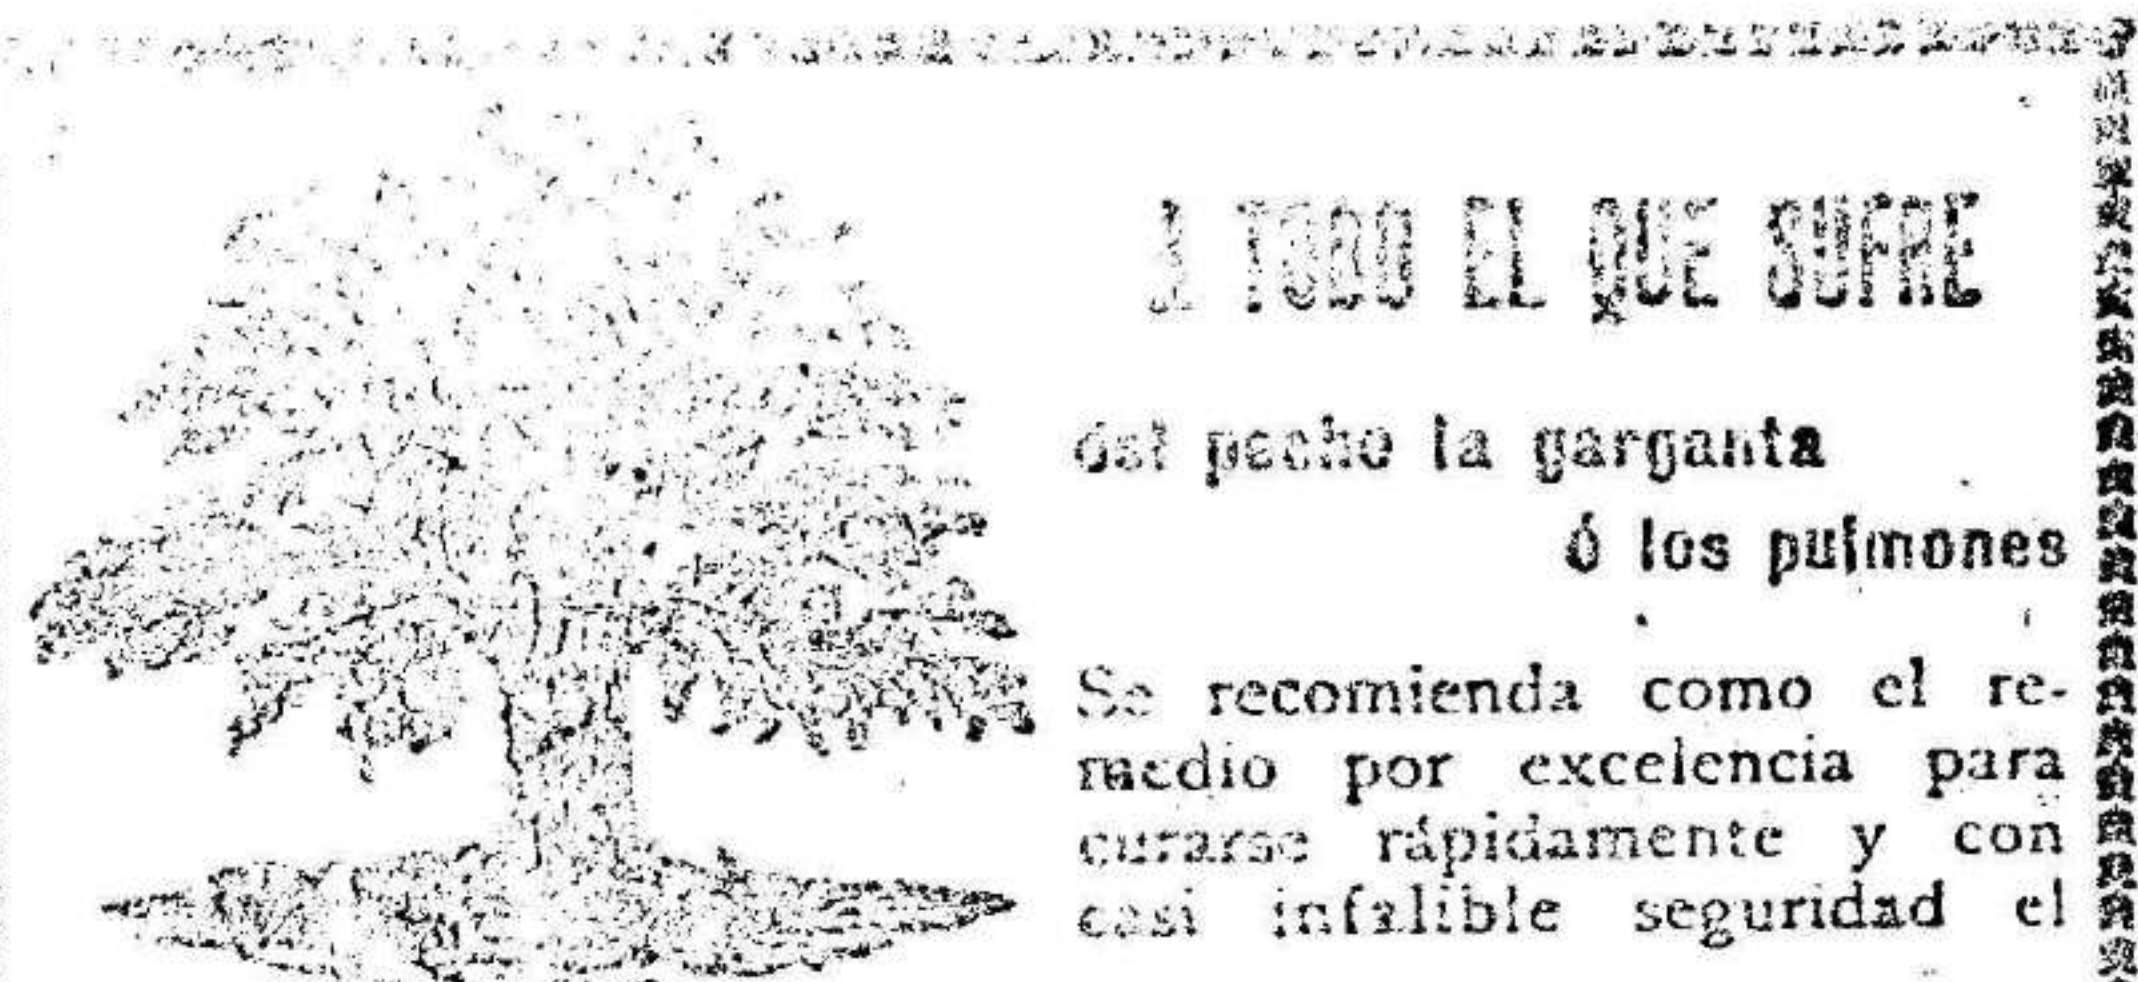 A TODO EL QUE SUFRE
del pecho la garganta
ó los pulmones
Se recomienda como el re-
medio por excelencia para
curarse rápidamente y con
casi infalible seguridad el